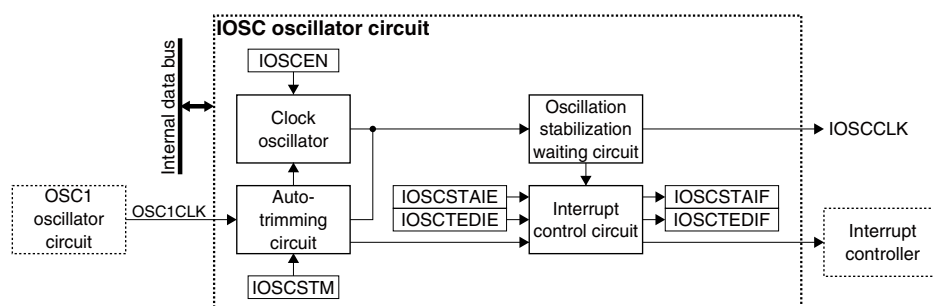 IOSC oscillator circuit
Internal data bus
IOSCEN
Clock
oscillator
Oscillation
stabilization
waiting circuit
IOSCCLK
OSC1
oscillator
circuit
OSC1CLK
Auto-
trimming
circuit
IOSCSTAIE
IOSCTEDIE
Interrupt
control circuit
IOSCSTAIF
IOSCTEDIF
Interrupt
controller
IOSCSTM